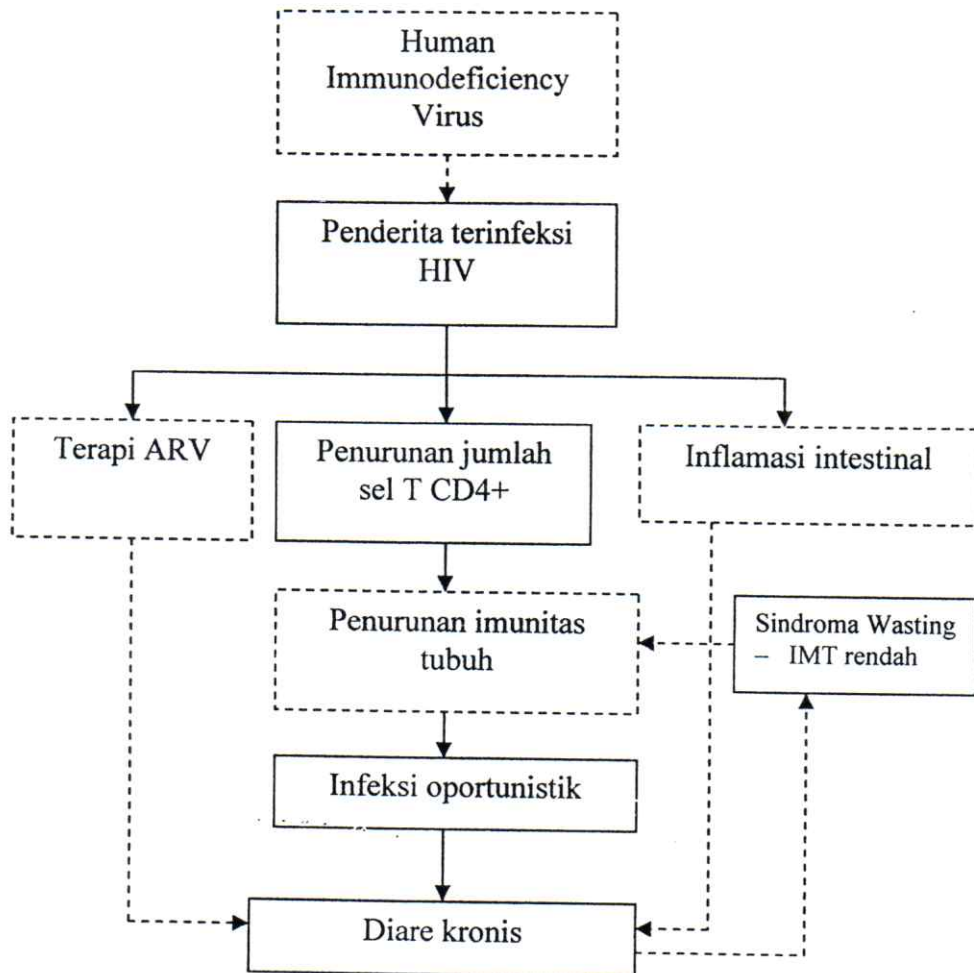 Human
Immunodeficiency
Virus
Penderita terinfeksi
HIV
Terapi ARV
Penurunan jumlah
sel T CD4+
Inflamasi intestinal
Penurunan imunitas
tubuh
Sindroma Wasting
– IMT rendah
Infeksi oportunistik
Diare kronis